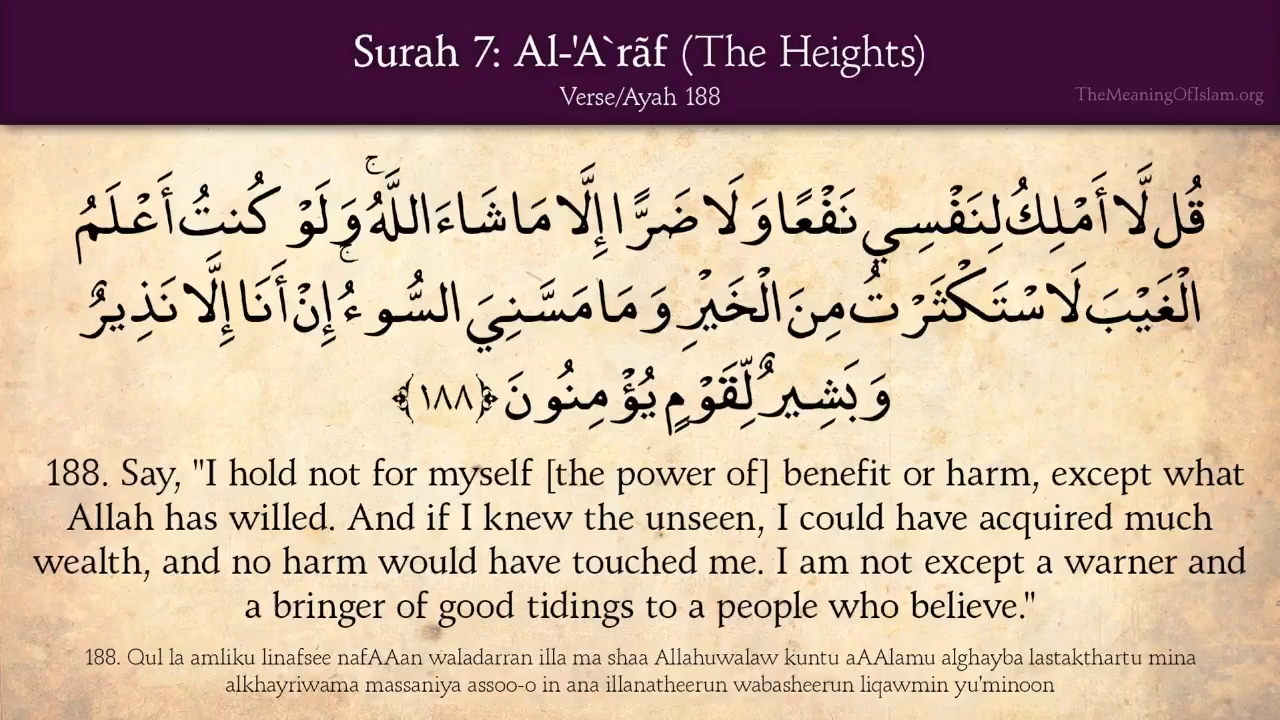 Surah 7: Al-'A`rãf (The Heights)
Verse/Ayah 188
TheMeaningOfIslam.org
قُل لَّا أَمْلِكُ لِنَفْسِي نَفْعًا وَلَا ضَرًّا إِلَّا مَا شَاءَ اللَّهُ ۚ وَلَوْ كُنتُ أَعْلَمُ
الْغَيْبَ لَاسْتَكْثَرْتُ مِنَ الْخَيْرِ وَمَا مَسَّنِيَ السُّوءُ ۚ إِنْ أَنَا إِلَّا نَذِيرٌ
وَبَشِيرٌ لِّقَوْمٍ يُؤْمِنُونَ ﴿١٨٨﴾
188. Say, "I hold not for myself [the power of] benefit or harm, except what
Allah has willed. And if I knew the unseen, I could have acquired much
wealth, and no harm would have touched me. I am not except a warner and
a bringer of good tidings to a people who believe."
188. Qul la amliku linafsee nafAAan waladarran illa ma shaa Allahuwalaw kuntu aAAlamu alghayba lastakthartu mina
alkhayriwama massaniya assoo-o in ana illanatheerun wabasheerun liqawmin yu'minoon